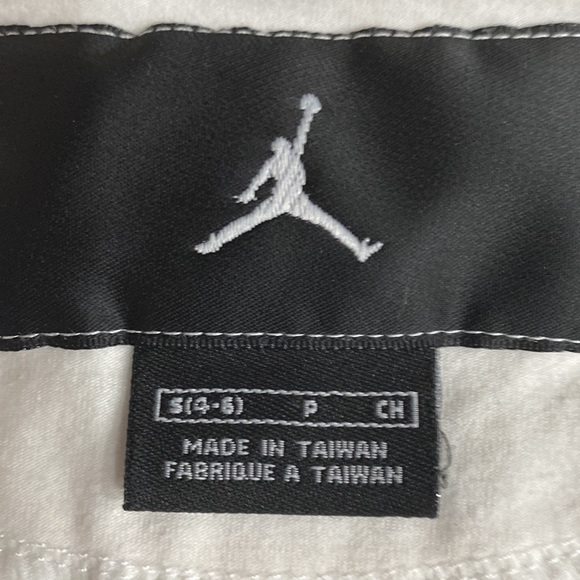 S(4-6) P CH
MADE IN TAIWAN
FABRIQUE A TAIWAN